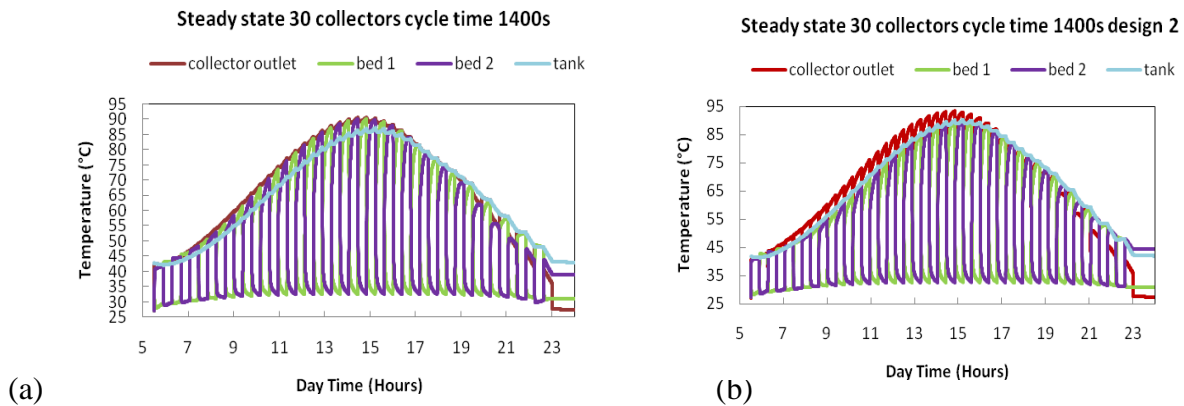 Steady state 30 collectors cycle time 1400s
collector outlet bed 1 bed 2 tank
Temperature (°C)
95
90
85
80
75
70
65
60
55
50
45
40
35
30
25
5 7 9 11 13 15 17 19 21 23
Day Time (Hours)
(a)
Steady state 30 collectors cycle time 1400s design 2
collector outlet bed 1 bed 2 tank
Temperature (°C)
95
85
75
65
55
45
35
25
5 7 9 11 13 15 17 19 21 23
Day Time (Hours)
(b)